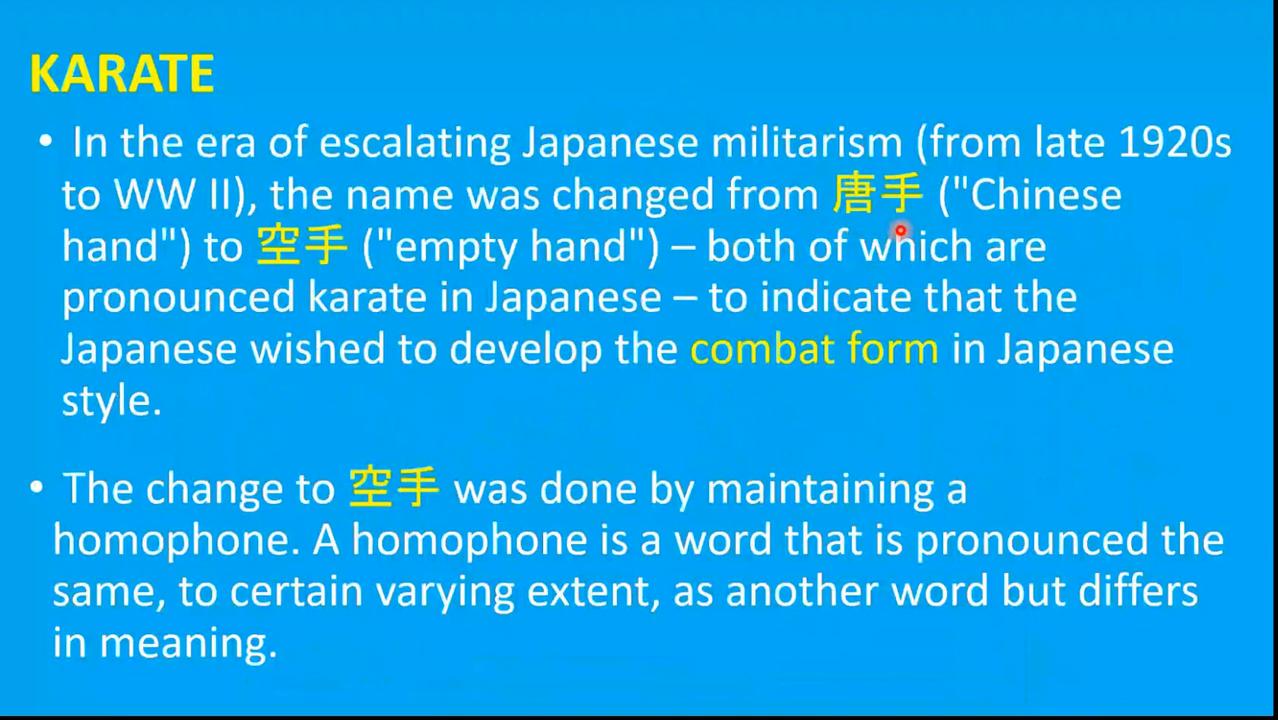 KARATE
• In the era of escalating Japanese militarism (from late 1920s
to WW II), the name was changed from 唐手 ("Chinese
hand") to 空手 ("empty hand") – both of which are
pronounced karate in Japanese – to indicate that the
Japanese wished to develop the combat form in Japanese
style.
• The change to 空手 was done by maintaining a
homophone. A homophone is a word that is pronounced the
same, to certain varying extent, as another word but differs
in meaning.